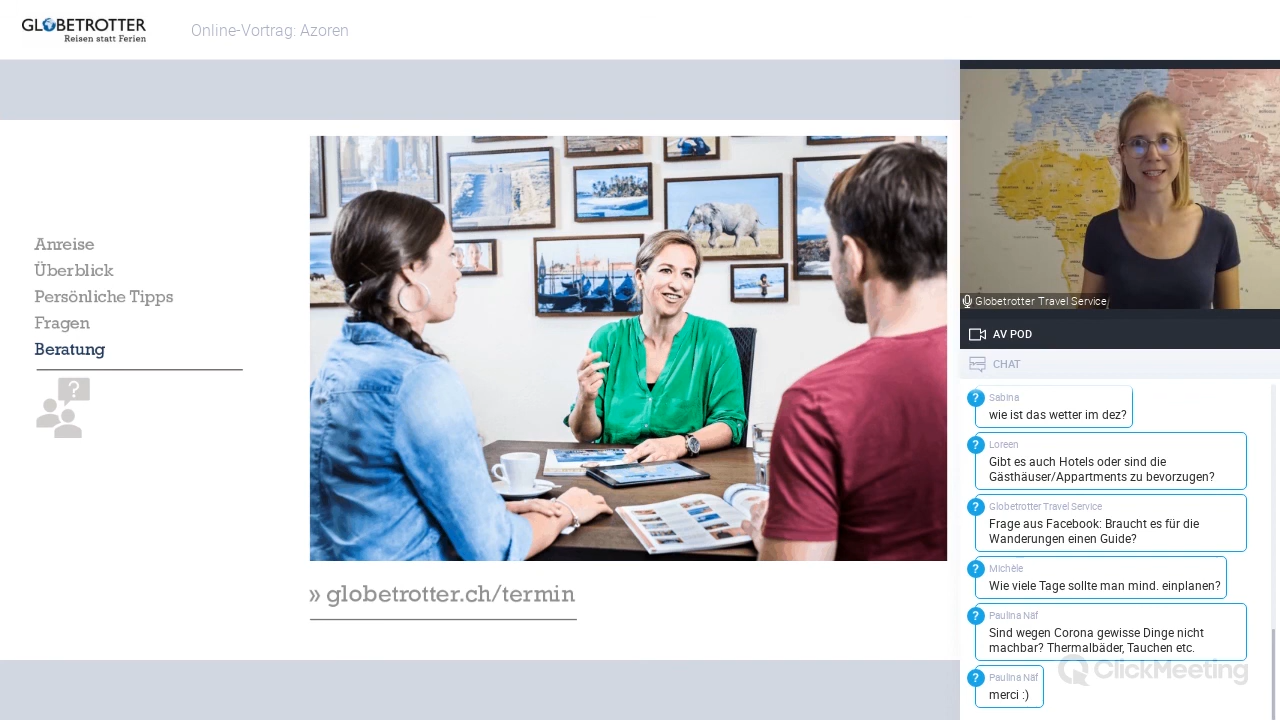 GLOBETROTTER
Reisen statt Ferien
Online-Vortrag: Azoren
Anreise
Überblick
Persönliche Tipps
Fragen
Beratung
?
» globetrotter.ch/termin
Globetrotter Travel Service
AV POD
CHAT
? Sabina
wie ist das wetter im dez?
? Loreen
Gibt es auch Hotels oder sind die
Gästhäuser/Appartments zu bevorzugen?
? Globetrotter Travel Service
Frage aus Facebook: Braucht es für die
Wanderungen einen Guide?
? Michèle
Wie viele Tage sollte man mind. einplanen?
? Paulina Näf
Sind wegen Corona gewisse Dinge nicht
machbar? Thermalbäder, Tauchen etc.
ClickMeeting
? Paulina Näf
merci :)